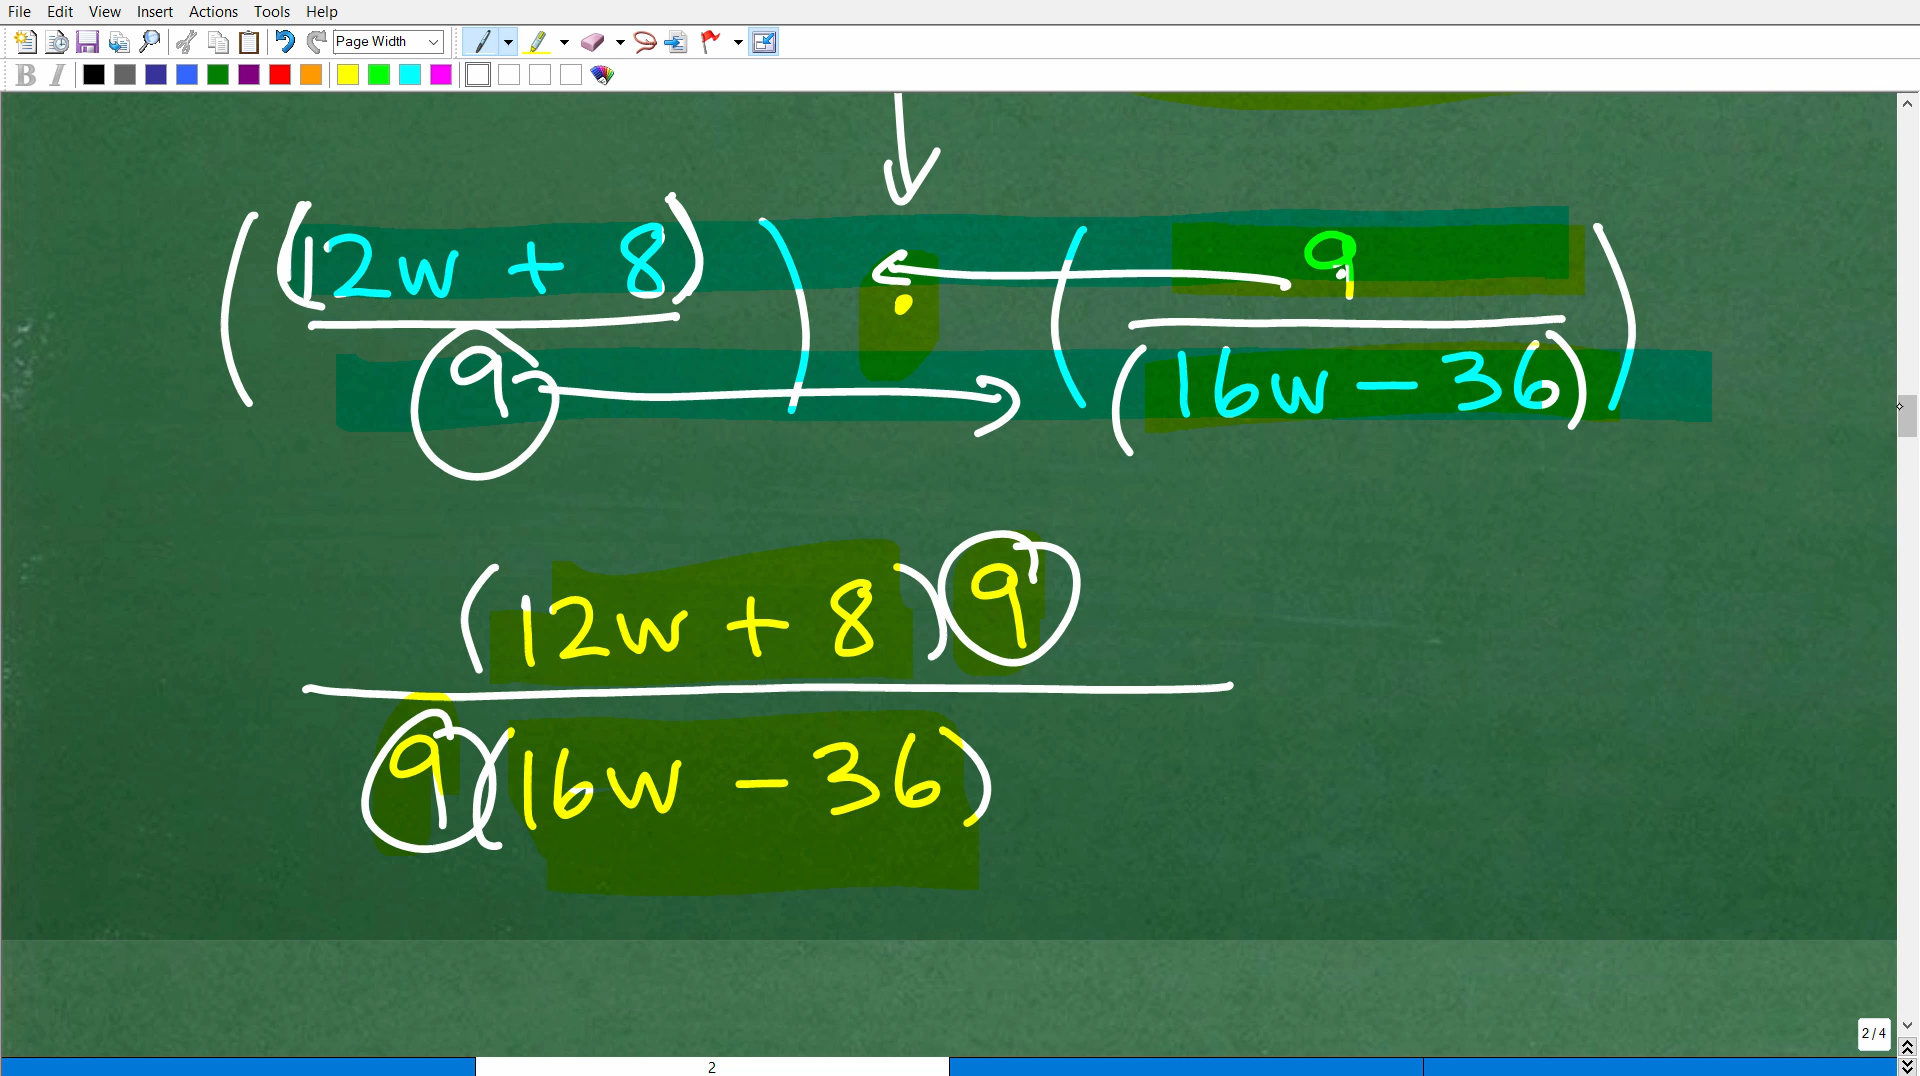 File Edit View Insert Actions Tools Help
Page Width
B I
((12w + 8)) · ( 9 )
9 (16w - 36)
(12w + 8) 9
9 (16w - 36)
2 / 4
2